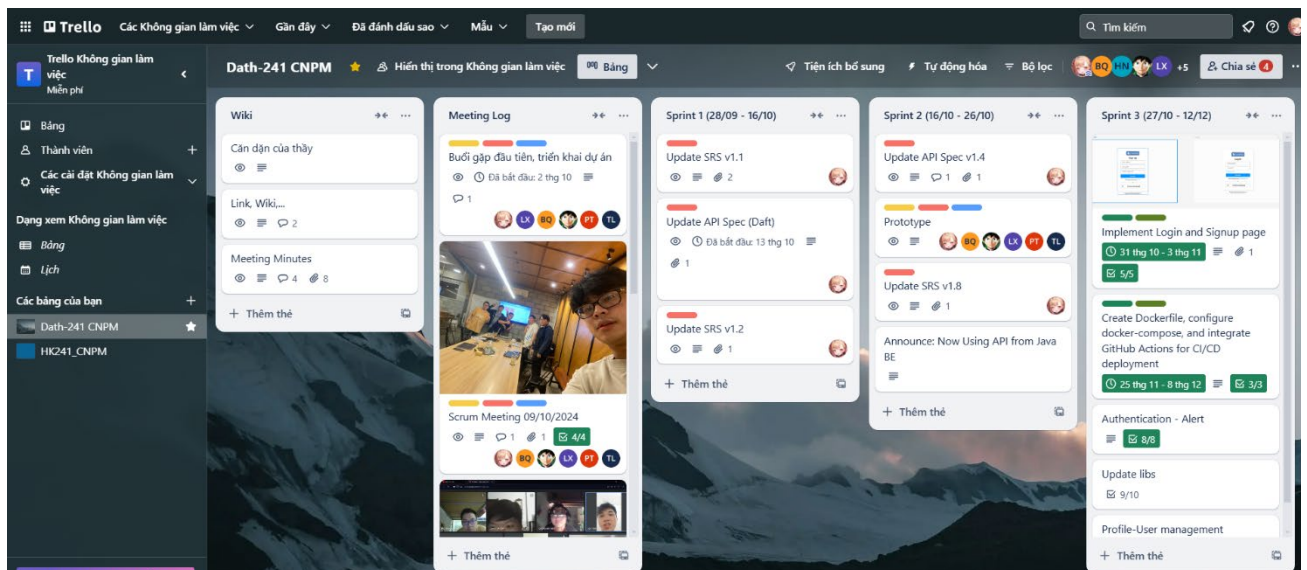 Trello
Các Không gian làm việc
Gần đây
Đã đánh dấu sao
Mẫu
Tạo mới
Tìm kiếm
T
Trello Không gian làm
việc
Miễn phí
Bảng
Thành viên
Các cài đặt Không gian làm
việc
Dạng xem Không gian làm việc
Bảng
Lịch
Các bảng của bạn
Dath-241 CNPM
HK241_CNPM
Dath-241 CNPM
Hiển thị trong Không gian làm việc
Bảng
Tiện ích bổ sung
Tự động hóa
Bộ lọc
BQ
HN
LX
+5
Chia sẻ
4
Wiki
Căn dặn của thầy
Link, Wiki,...
2
Meeting Minutes
4
8
+ Thêm thẻ
Meeting Log
Buổi gặp đầu tiên, triển khai dự án
Đã bắt đầu: 2 thg 10
1
LX
BQ
PT
TL
Scrum Meeting 09/10/2024
1
1
4/4
BQ
LX
PT
TL
+ Thêm thẻ
Sprint 1 (28/09 - 16/10)
Update SRS v1.1
2
Update API Spec (Daft)
Đã bắt đầu: 13 thg 10
1
Update SRS v1.2
1
+ Thêm thẻ
Sprint 2 (16/10 - 26/10)
Update API Spec v1.4
1
1
Prototype
BQ
LX
PT
TL
Update SRS v1.8
1
Announce: Now Using API from Java
BE
+ Thêm thẻ
Sprint 3 (27/10 - 12/12)
Implement Login and Signup page
31 thg 10 - 3 thg 11
1
5/5
Create Dockerfile, configure
docker-compose, and integrate
GitHub Actions for CI/CD
deployment
25 thg 11 - 8 thg 12
3/3
Authentication - Alert
8/8
Update libs
9/10
Profile-User management
+ Thêm thẻ